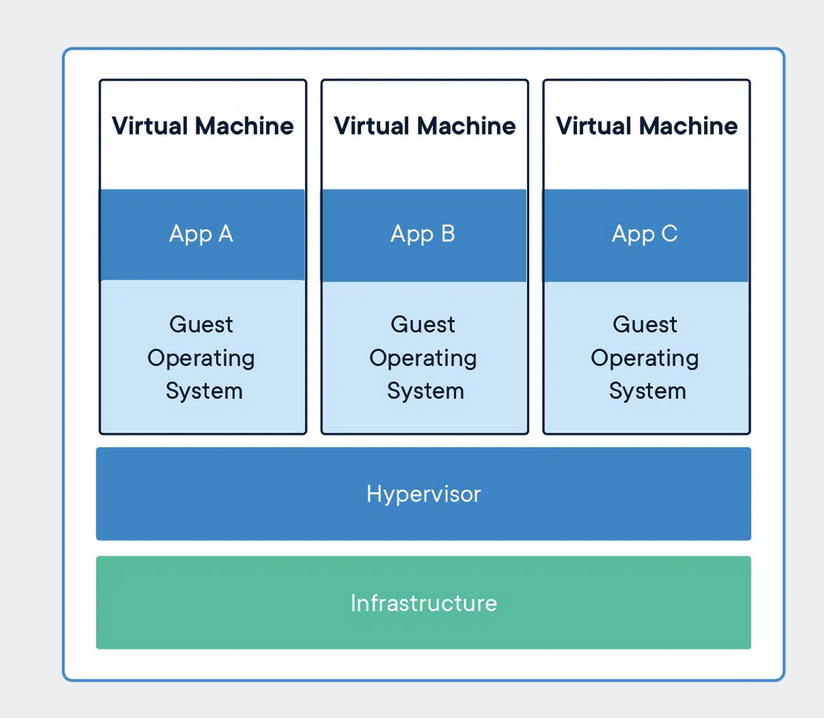 Virtual Machine
Virtual Machine
Virtual Machine
App A
App B
App C
Guest
Operating
System
Guest
Operating
System
Guest
Operating
System
Hypervisor
Infrastructure